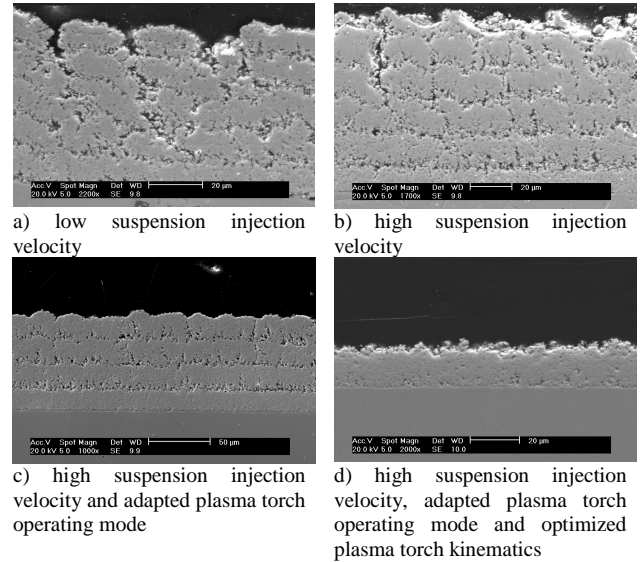 Acc.V Spot Magn Det WD 20 µm
20.0 kV 5.0 2200x SE 9.8
Acc.V Spot Magn Det WD 20 µm
20.0 kV 5.0 1700x SE 9.8
a) low suspension injection
velocity
b) high suspension injection
velocity
Acc.V Spot Magn Det WD 50 µm
20.0 kV 5.0 1000x SE 9.9
Acc.V Spot Magn Det WD 20 µm
20.0 kV 5.0 2000x SE 10.0
c) high suspension injection
velocity and adapted plasma torch
operating mode
d) high suspension injection
velocity, adapted plasma torch
operating mode and optimized
plasma torch kinematics